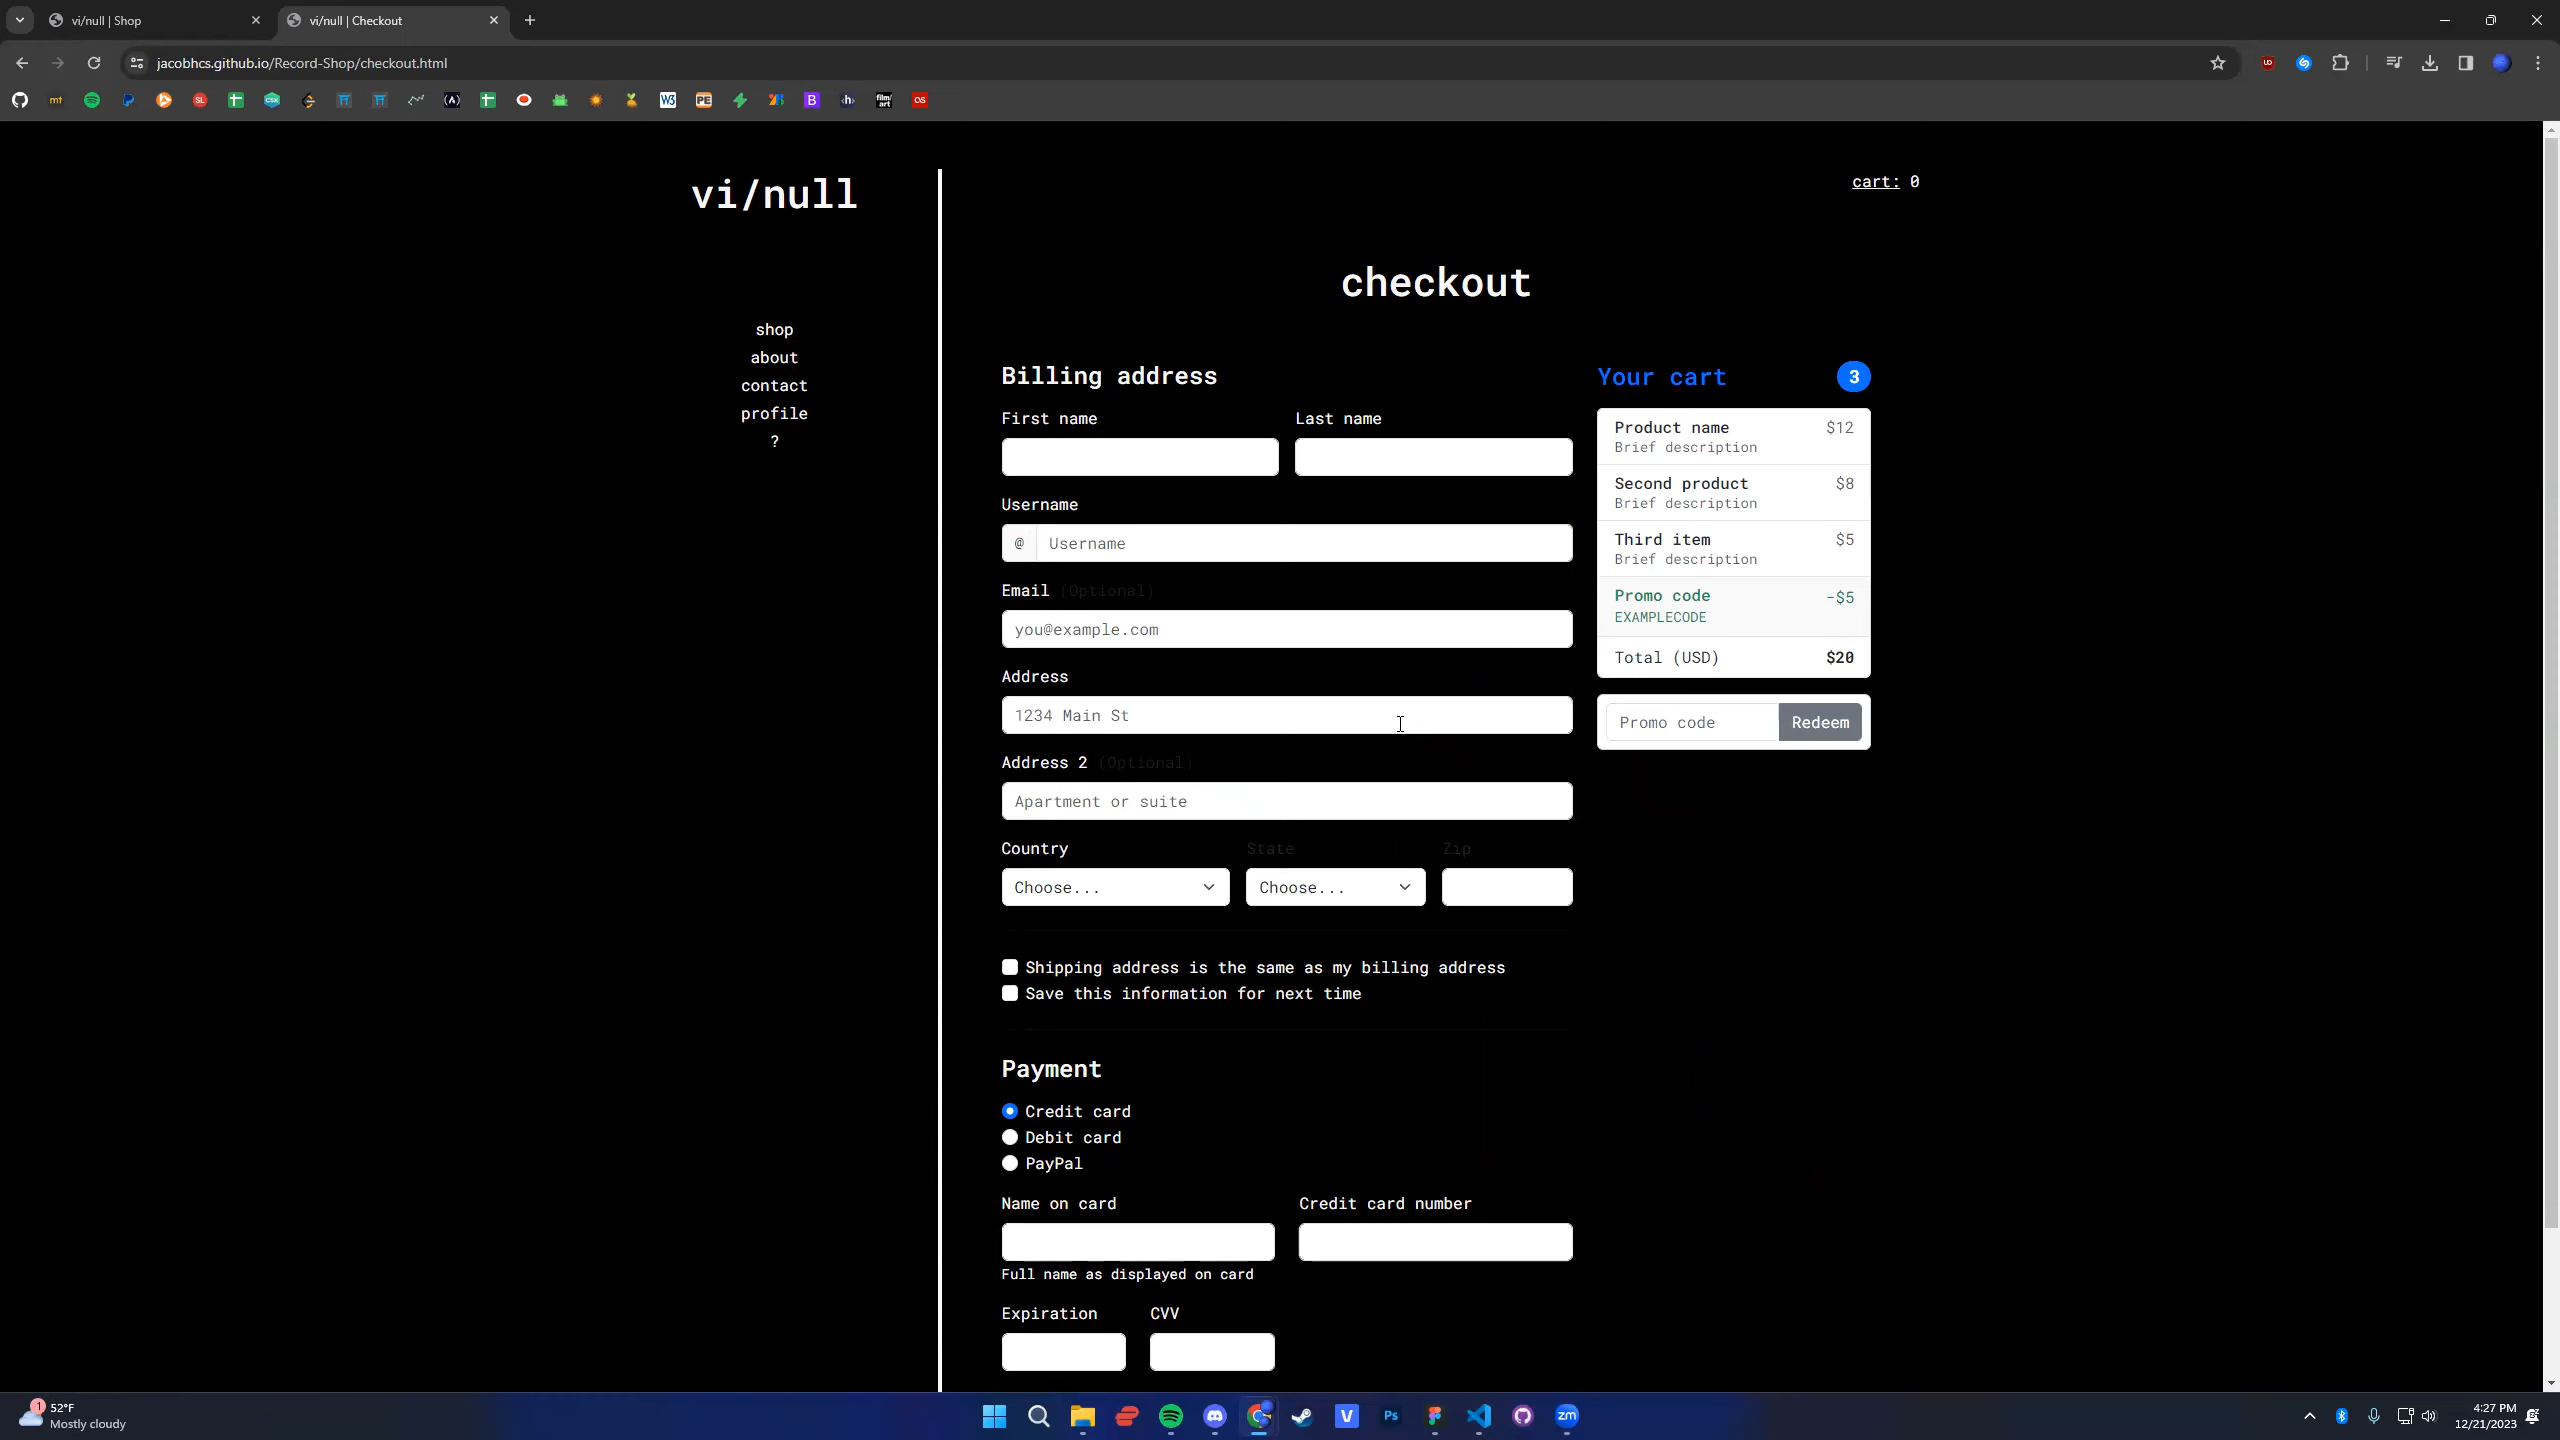 vi/null | Shop
vi/null | Checkout
jacobhcs.github.io/Record-Shop/checkout.html
vi/null
cart: 0
checkout
shop
about
contact
profile
?
Billing address
First name
Last name
Username
@ Username
Email (Optional)
you@example.com
Address
1234 Main St
Address 2 (Optional)
Apartment or suite
Country
State
Zip
Choose...
Choose...
Shipping address is the same as my billing address
Save this information for next time
Payment
Credit card
Debit card
PayPal
Name on card
Credit card number
Full name as displayed on card
Expiration
CVV
Your cart
3
Product name $12
Brief description
Second product $8
Brief description
Third item $5
Brief description
Promo code -$5
EXAMPLECODE
Total (USD) $20
Promo code
Redeem
1
52°F
Mostly cloudy
4:27 PM
12/21/2023